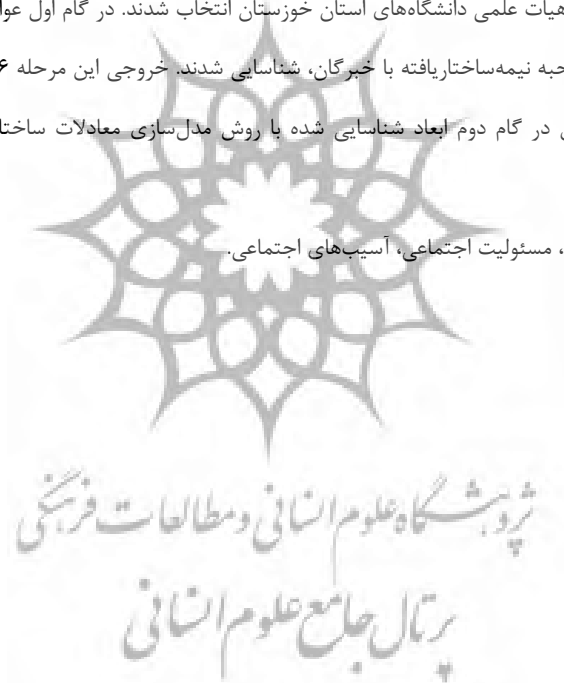 هیات علمی دانشگاه‌های استان خوزستان انتخاب شدند. در گام اول عوا
حبه نیمه‌ساختاریافته با خبرگان، شناسایی شدند. خروجی این مرحله ۶
در گام دوم ابعاد شناسایی شده با روش مدل‌سازی معادلات ساختا
، مسئولیت اجتماعی، آسیب‌های اجتماعی.
پژوهشگاه علوم انسانی و مطالعات فرهنگی
پرتال جامع علوم انسانی